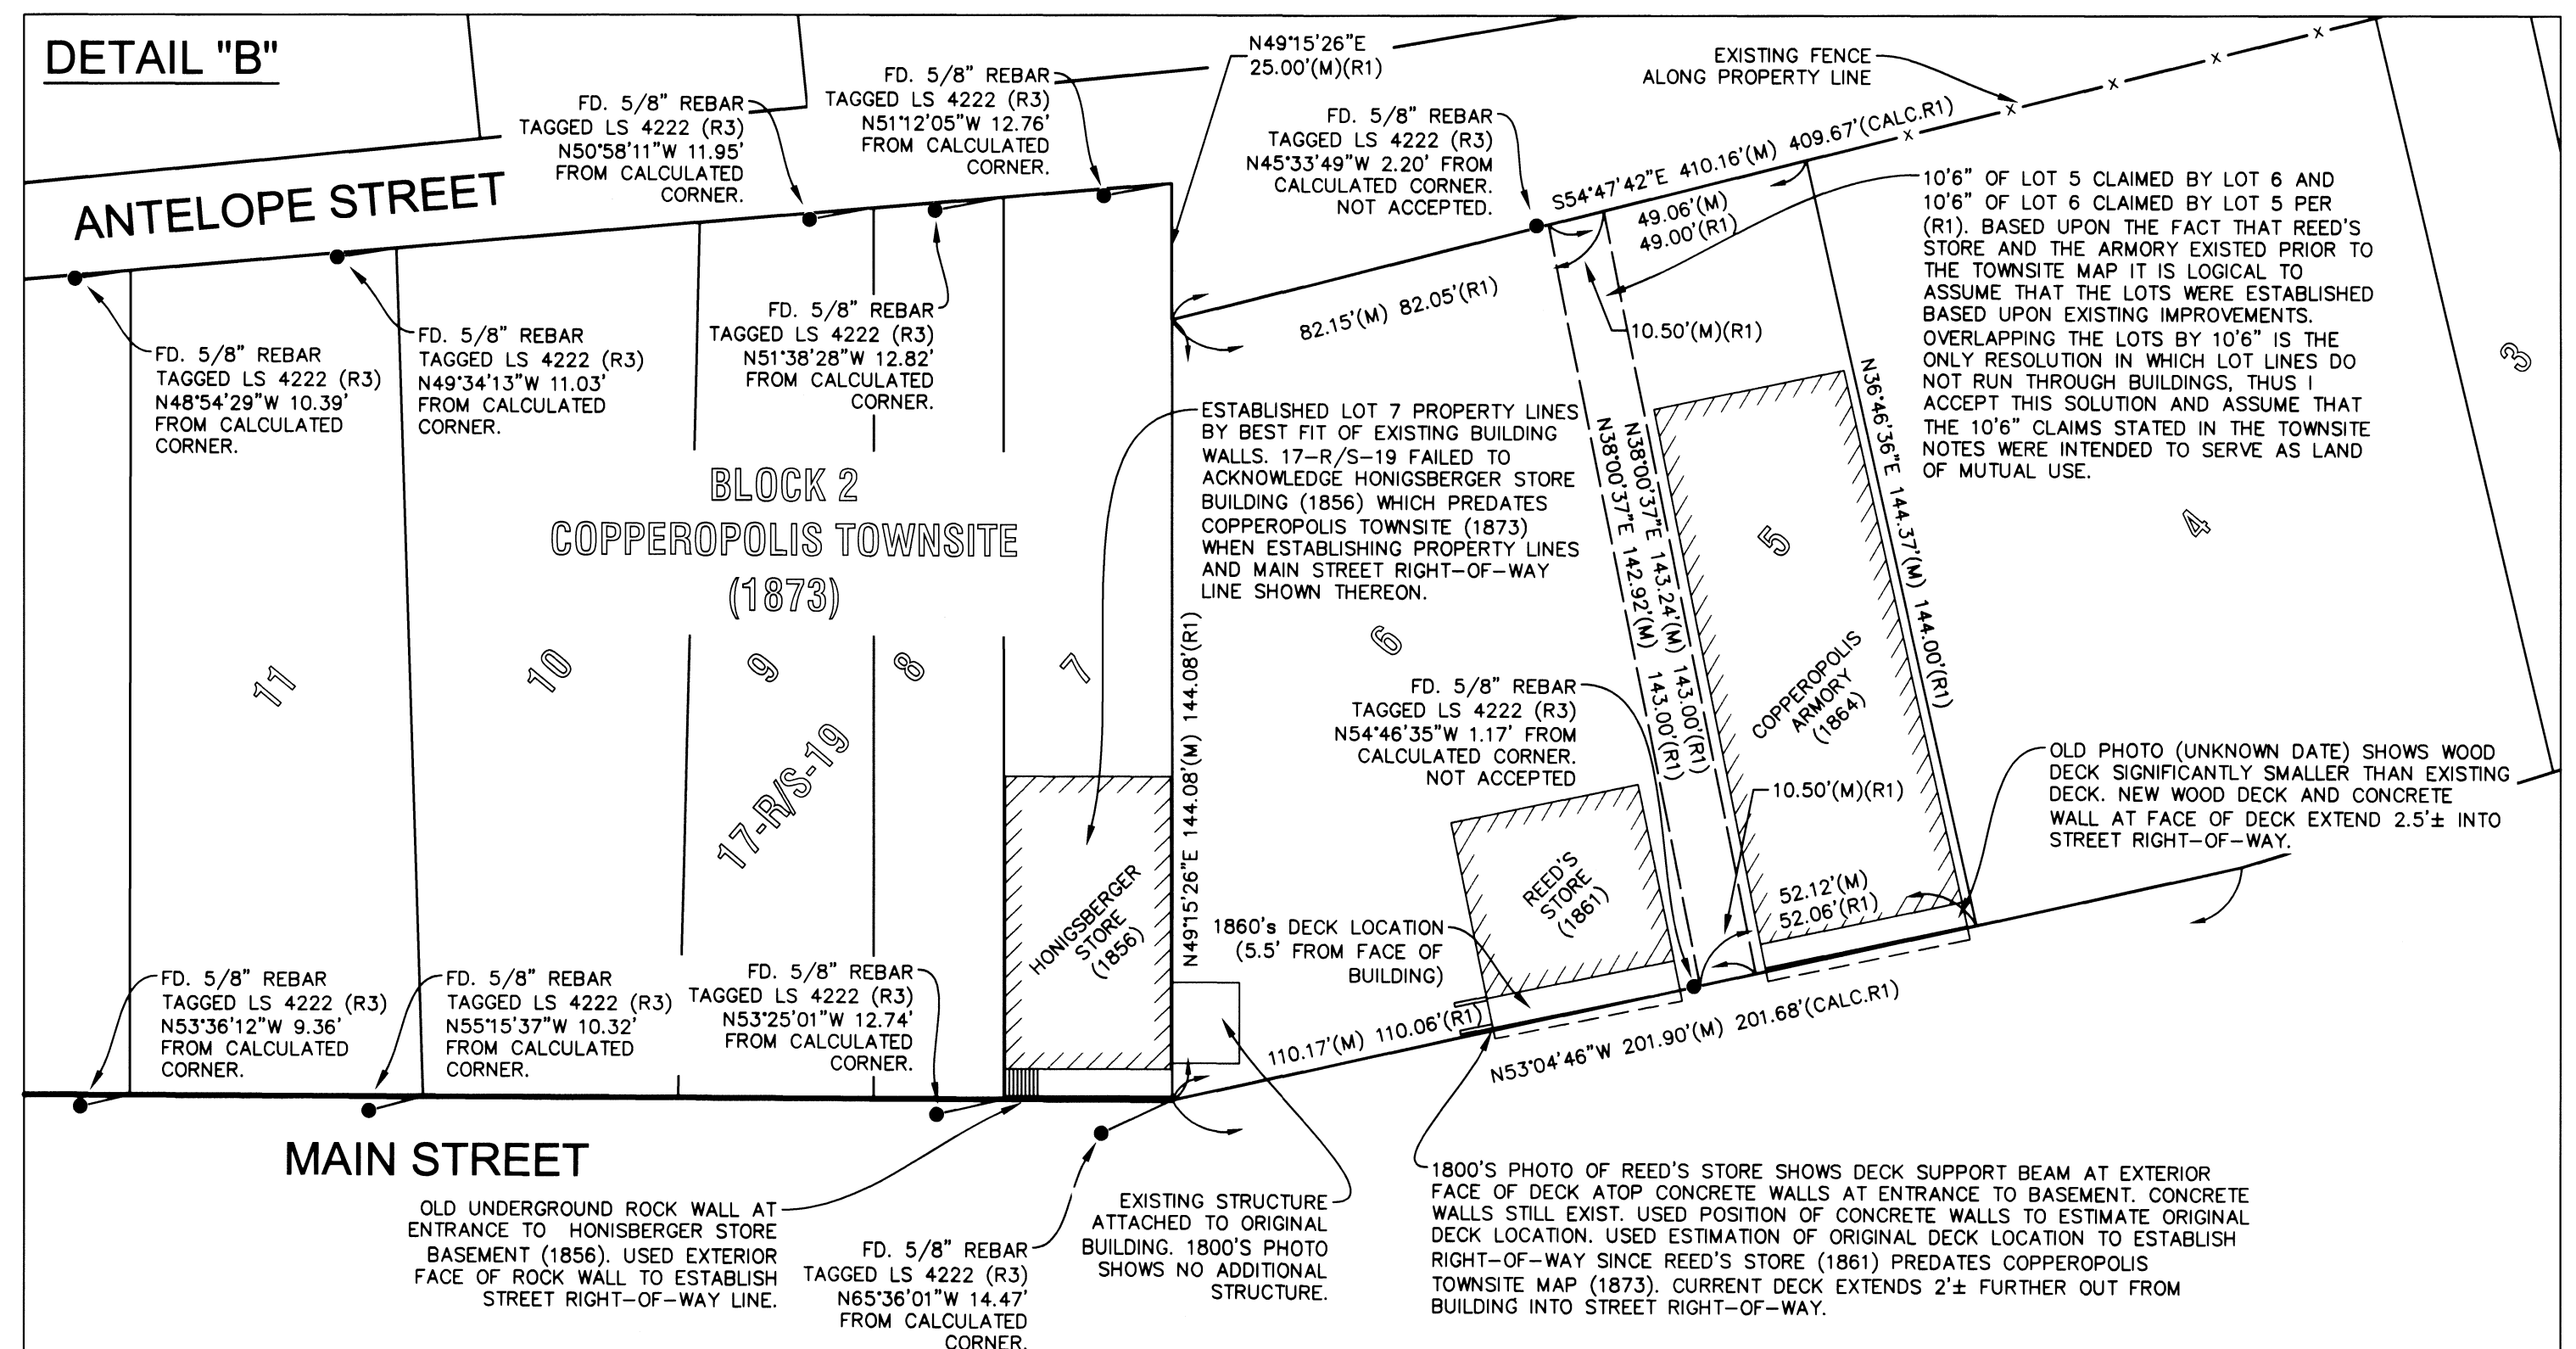 DETAIL "B"
N49°15'26"E
25.00'(M)(R1)
EXISTING FENCE
ALONG PROPERTY LINE
FD. 5/8" REBAR
TAGGED LS 4222 (R3)
N50°58'11"W 11.95'
FROM CALCULATED
CORNER.
FD. 5/8" REBAR
TAGGED LS 4222 (R3)
N51°12'05"W 12.76'
FROM CALCULATED
CORNER.
FD. 5/8" REBAR
TAGGED LS 4222 (R3)
N45°33'49"W 2.20' FROM
CALCULATED CORNER.
NOT ACCEPTED.
S54°47'42"E 410.16'(M) 409.67'(CALC.R1)
49.06'(M)
49.00'(R1)
10'6" OF LOT 5 CLAIMED BY LOT 6 AND
10'6" OF LOT 6 CLAIMED BY LOT 5 PER
(R1). BASED UPON THE FACT THAT REED'S
STORE AND THE ARMORY EXISTED PRIOR TO
THE TOWNSITE MAP IT IS LOGICAL TO
ASSUME THAT THE LOTS WERE ESTABLISHED
BASED UPON EXISTING IMPROVEMENTS.
OVERLAPPING THE LOTS BY 10'6" IS THE
ONLY RESOLUTION IN WHICH LOT LINES DO
NOT RUN THROUGH BUILDINGS, THUS I
ACCEPT THIS SOLUTION AND ASSUME THAT
THE 10'6" CLAIMS STATED IN THE TOWNSITE
NOTES WERE INTENDED TO SERVE AS LAND
OF MUTUAL USE.
ANTELOPE STREET
82.15'(M) 82.05'(R1)
10.50'(M)(R1)
FD. 5/8" REBAR
TAGGED LS 4222 (R3)
N48°54'29"W 10.39'
FROM CALCULATED
CORNER.
FD. 5/8" REBAR
TAGGED LS 4222 (R3)
N49°34'13"W 11.03'
FROM CALCULATED
CORNER.
FD. 5/8" REBAR
TAGGED LS 4222 (R3)
N51°38'28"W 12.82'
FROM CALCULATED
CORNER.
ESTABLISHED LOT 7 PROPERTY LINES
BY BEST FIT OF EXISTING BUILDING
WALLS. 17-R/S-19 FAILED TO
ACKNOWLEDGE HONIGSBERGER STORE
BUILDING (1856) WHICH PREDATES
COPPEROPOLIS TOWNSITE (1873)
WHEN ESTABLISHING PROPERTY LINES
AND MAIN STREET RIGHT-OF-WAY
LINE SHOWN THEREON.
BLOCK 2
COPPEROPOLIS TOWNSITE
(1873)
N38°00'37"E 142.92'(M) 143.00'(R1)
N38°00'37"E 143.24'(M) 143.00'(R1)
N36°46'36"E 144.37'(M) 144.00'(R1)
3
4
5
6
7
8
9
10
11
17-R/S-19
N49°15'26"E 144.08'(M) 144.08'(R1)
COPPEROPOLIS
ARMORY
(1864)
FD. 5/8" REBAR
TAGGED LS 4222 (R3)
N54°46'35"W 1.17' FROM
CALCULATED CORNER.
NOT ACCEPTED
10.50'(M)(R1)
OLD PHOTO (UNKNOWN DATE) SHOWS WOOD
DECK SIGNIFICANTLY SMALLER THAN EXISTING
DECK. NEW WOOD DECK AND CONCRETE
WALL AT FACE OF DECK EXTEND 2.5'± INTO
STREET RIGHT-OF-WAY.
HONIGSBERGER
STORE
(1856)
REED'S
STORE
(1861)
52.12'(M)
52.06'(R1)
1860's DECK LOCATION
(5.5' FROM FACE OF
BUILDING)
FD. 5/8" REBAR
TAGGED LS 4222 (R3)
N53°36'12"W 9.36'
FROM CALCULATED
CORNER.
FD. 5/8" REBAR
TAGGED LS 4222 (R3)
N55°15'37"W 10.32'
FROM CALCULATED
CORNER.
FD. 5/8" REBAR
TAGGED LS 4222 (R3)
N53°25'01"W 12.74'
FROM CALCULATED
CORNER.
110.17'(M) 110.06'(R1)
N53°04'46"W 201.90'(M) 201.68'(CALC.R1)
MAIN STREET
OLD UNDERGROUND ROCK WALL AT
ENTRANCE TO HONISBERGER STORE
BASEMENT (1856). USED EXTERIOR
FACE OF ROCK WALL TO ESTABLISH
STREET RIGHT-OF-WAY LINE.
FD. 5/8" REBAR
TAGGED LS 4222 (R3)
N65°36'01"W 14.47'
FROM CALCULATED
CORNER.
EXISTING STRUCTURE
ATTACHED TO ORIGINAL
BUILDING. 1800'S PHOTO
SHOWS NO ADDITIONAL
STRUCTURE.
1800'S PHOTO OF REED'S STORE SHOWS DECK SUPPORT BEAM AT EXTERIOR
FACE OF DECK ATOP CONCRETE WALLS AT ENTRANCE TO BASEMENT. CONCRETE
WALLS STILL EXIST. USED POSITION OF CONCRETE WALLS TO ESTIMATE ORIGINAL
DECK LOCATION. USED ESTIMATION OF ORIGINAL DECK LOCATION TO ESTABLISH
RIGHT-OF-WAY SINCE REED'S STORE (1861) PREDATES COPPEROPOLIS
TOWNSITE MAP (1873). CURRENT DECK EXTENDS 2'± FURTHER OUT FROM
BUILDING INTO STREET RIGHT-OF-WAY.